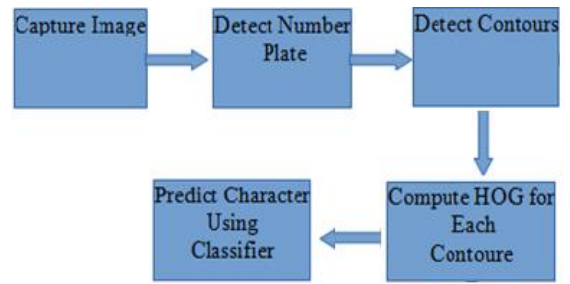 Capture Image
Detect Number
Plate
Detect Contours
Compute HOG for
Each
Contoure
Predict Character
Using
Classifier